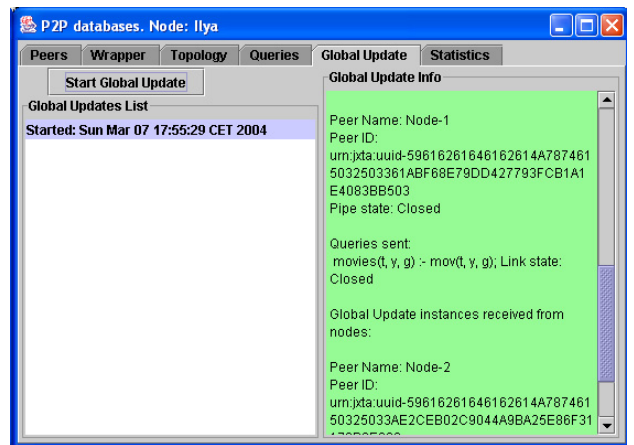 P2P databases. Node: Ilya
Peers Wrapper Topology Queries Global Update Statistics
Start Global Update
Global Updates List
Started: Sun Mar 07 17:55:29 CET 2004
Global Update Info
Peer Name: Node-1
Peer ID:
urn:jxta:uuid-59616261646162614A787461
5032503361ABF68E79DD427793FCB1A1
E4083BB503
Pipe state: Closed
Queries sent:
movies(t, y, g) :- mov(t, y, g); Link state:
Closed
Global Update instances received from
nodes:
Peer Name: Node-2
Peer ID:
urn:jxta:uuid-59616261646162614A787461
50325033AE2CEB02C9044A9BA25E86F31